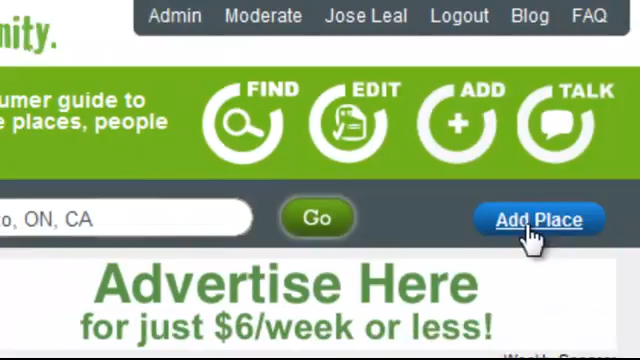 Admin Moderate Jose Leal Logout Blog FAQ
nity.
umer guide to
e places, people
FIND EDIT ADD TALK
to, ON, CA
Go
Add Place
Advertise Here
for just $6/week or less!